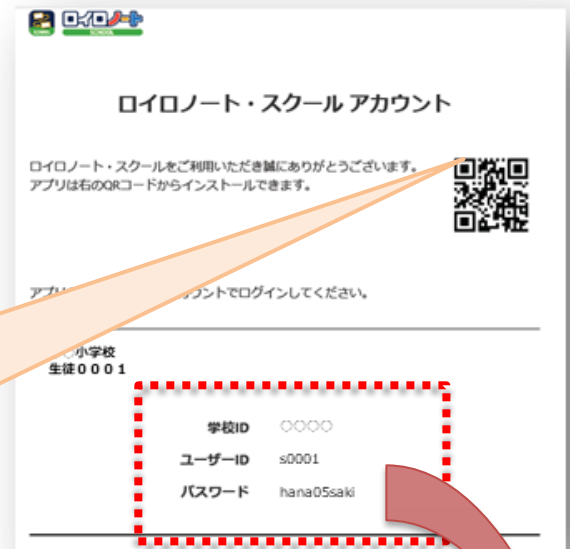 ロイロノート
SCHOOL
ロイロノート・スクール アカウント
ロイロノート・スクールをご利用いただき誠にありがとうございます。
アプリは右のQRコードからインストールできます。
アプリ
カウントでログインしてください。
小学校
生徒0001
学校ID ○○○○
ユーザーID s0001
パスワード hana05saki